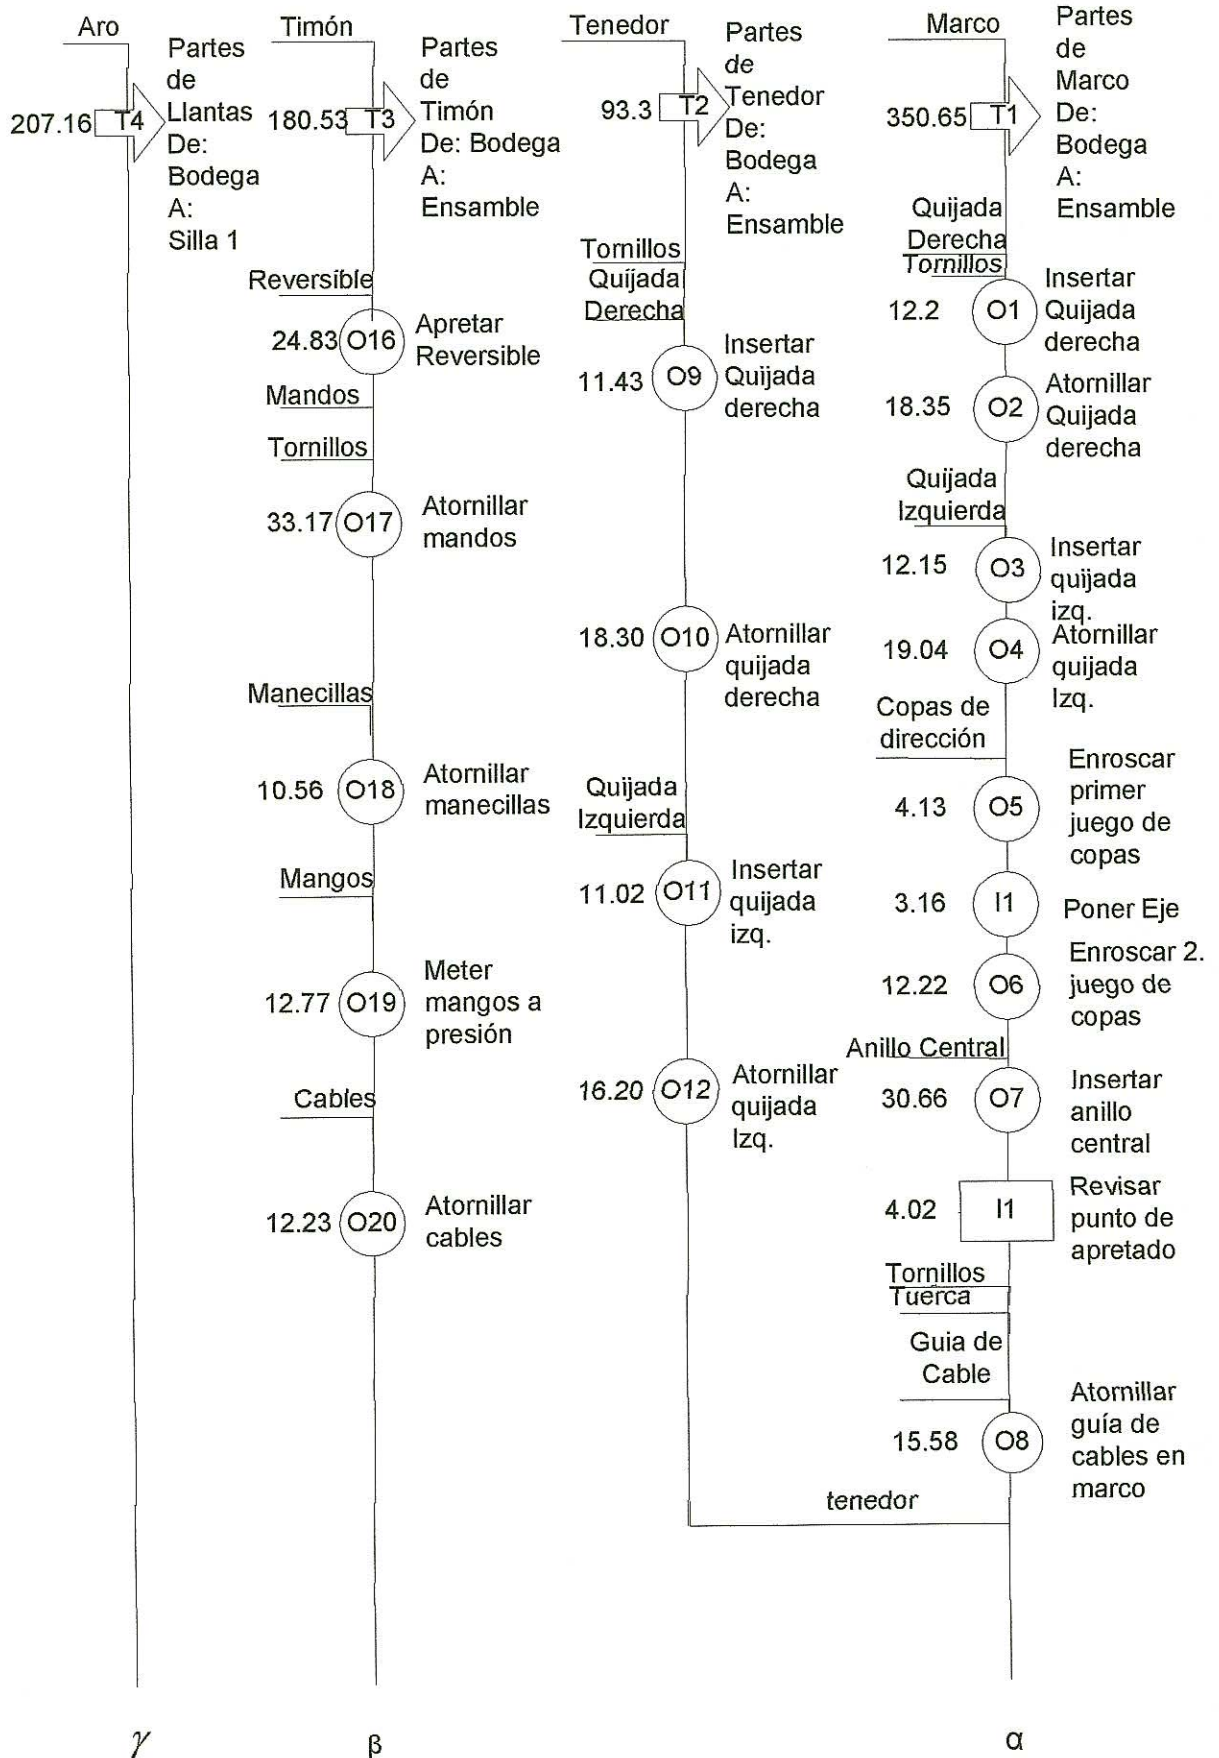 Aro
207.16
T4
Partes
de
Llantas
De:
Bodega
A:
Silla 1
γ
Timón
180.53
T3
Partes
de
Timón
De: Bodega
A:
Ensamble
Reversible
24.83
O16
Apretar
Reversible
Mandos
Tornillos
33.17
O17
Atornillar
mandos
Manecillas
10.56
O18
Atornillar
manecillas
Mangos
12.77
O19
Meter
mangos a
presión
Cables
12.23
O20
Atornillar
cables
β
Tenedor
93.3
T2
Partes
de
Tenedor
De:
Bodega
A:
Ensamble
Tornillos
Quijada
Derecha
11.43
O9
Insertar
Quijada
derecha
18.30
O10
Atornillar
quijada
derecha
Quijada
Izquierda
11.02
O11
Insertar
quijada
izq.
16.20
O12
Atornillar
quijada
Izq.
tenedor
Marco
350.65
T1
Partes
de
Marco
De:
Bodega
A:
Ensamble
Quijada
Derecha
Tornillos
12.2
O1
Insertar
Quijada
derecha
18.35
O2
Atornillar
Quijada
derecha
Quijada
Izquierda
12.15
O3
Insertar
quijada
izq.
19.04
O4
Atornillar
quijada
Izq.
Copas de
dirección
4.13
O5
Enroscar
primer
juego de
copas
3.16
I1
Poner Eje
12.22
O6
Enroscar 2.
juego de
copas
Anillo Central
30.66
O7
Insertar
anillo
central
4.02
I1
Revisar
punto de
apretado
Tornillos
Tuerca
Guia de
Cable
15.58
O8
Atornillar
guía de
cables en
marco
α